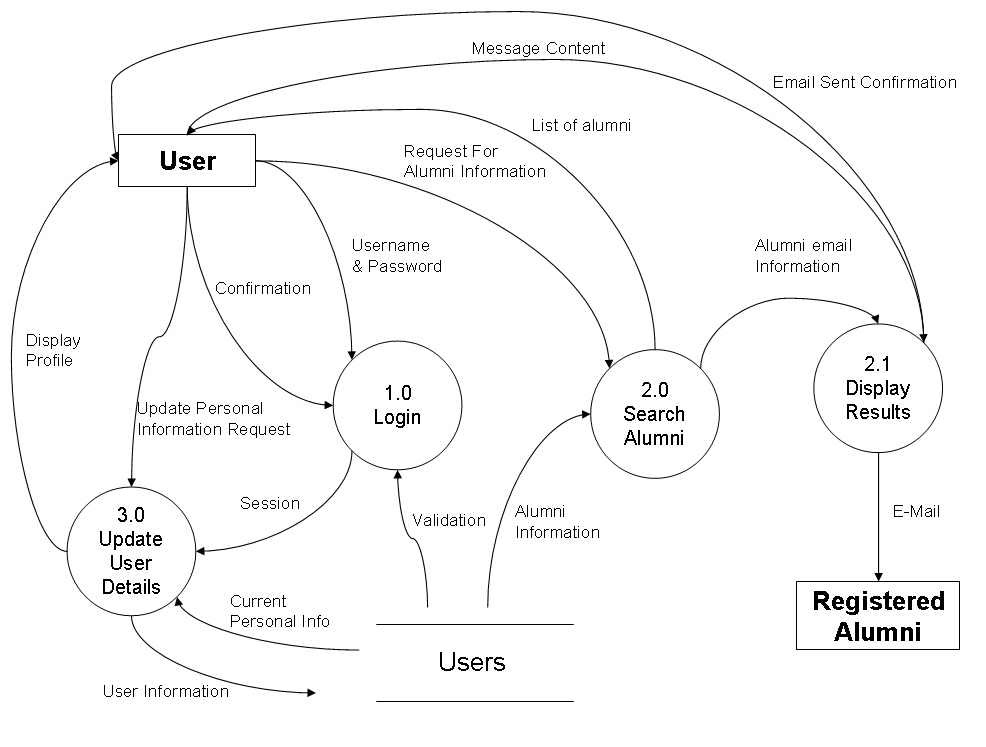 Message Content
Email Sent Confirmation
List of alumni
User
Request For
Alumni Information
Username
& Password
Alumni email
Information
Confirmation
Display
Profile
1.0
Login
2.0
Search
Alumni
2.1
Display
Results
Update Personal
Information Request
Session
Validation
Alumni
Information
E-Mail
3.0
Update
User
Details
Current
Personal Info
Registered
Alumni
Users
User Information